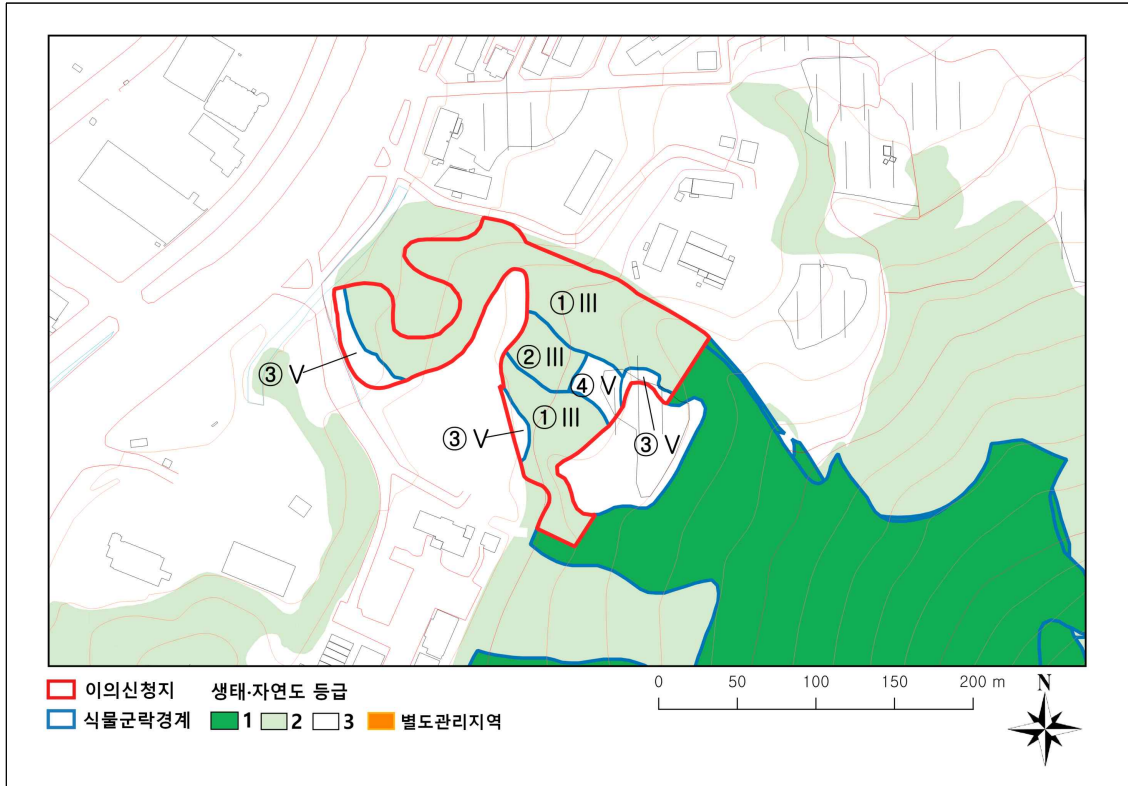 ① III
② III
③ V
④ V
① III
③ V
③ V
이의신청지
식물군락경계
생태·자연도 등급
1 2 3 별도관리지역
0 50 100 150 200 m
N